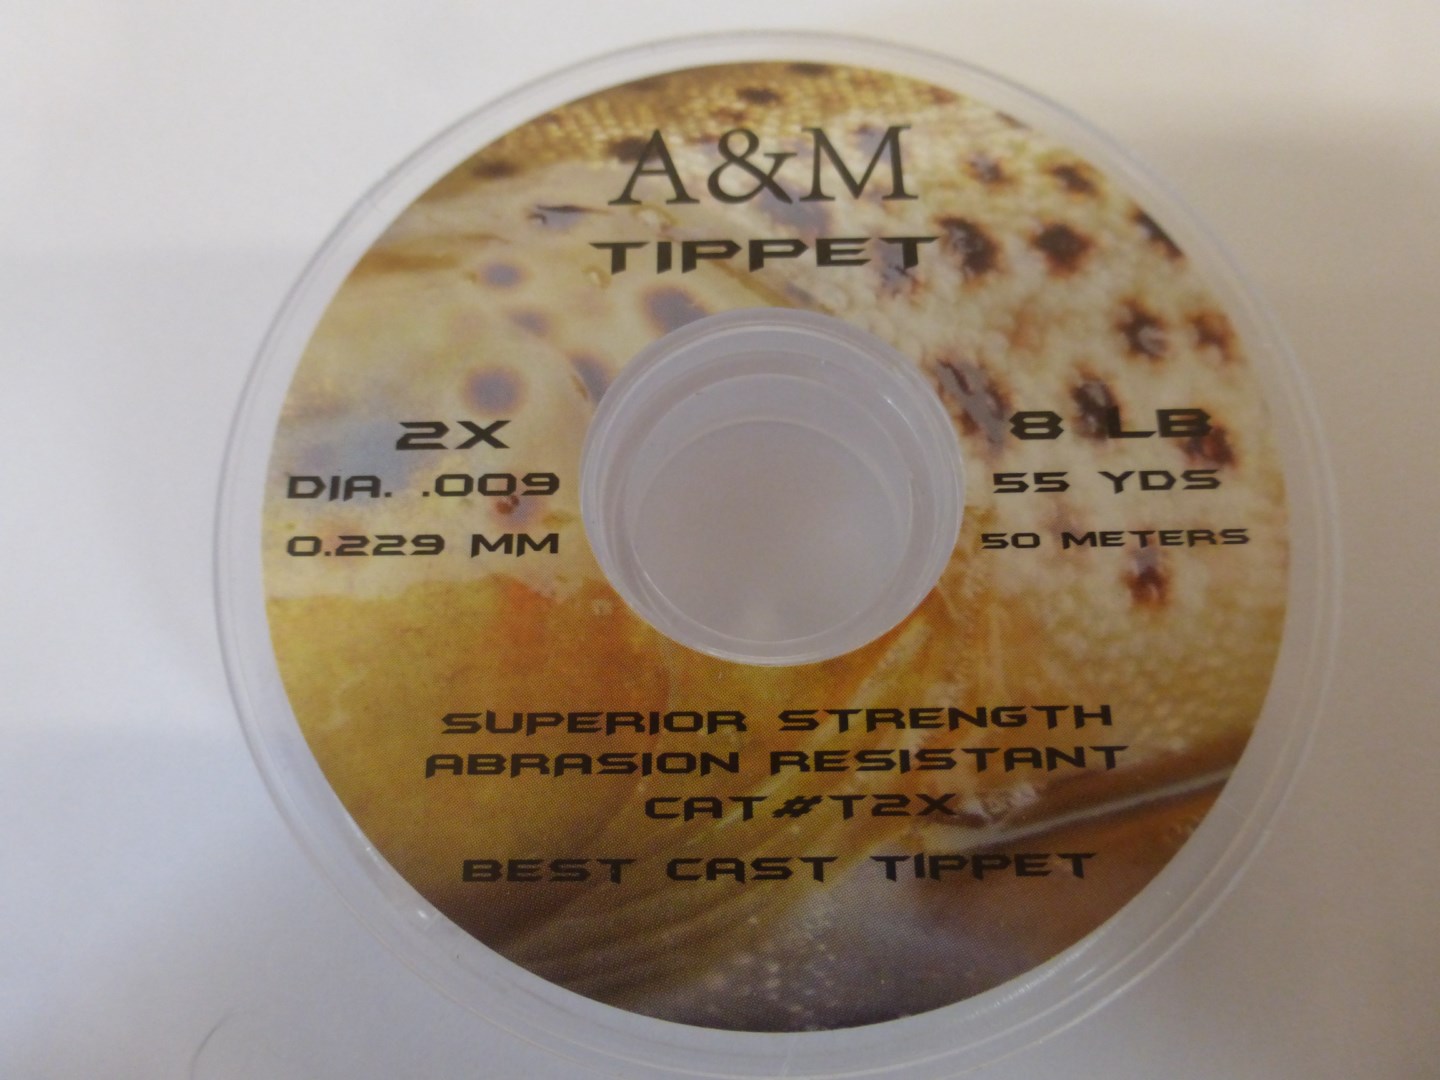 A&M
TIPPET
2X
DIA. .009
0.229 MM
8 LB
55 YDS
50 METERS
SUPERIOR STRENGTH
ABRASION RESISTANT
CAT#T2X
BEST CAST TIPPET